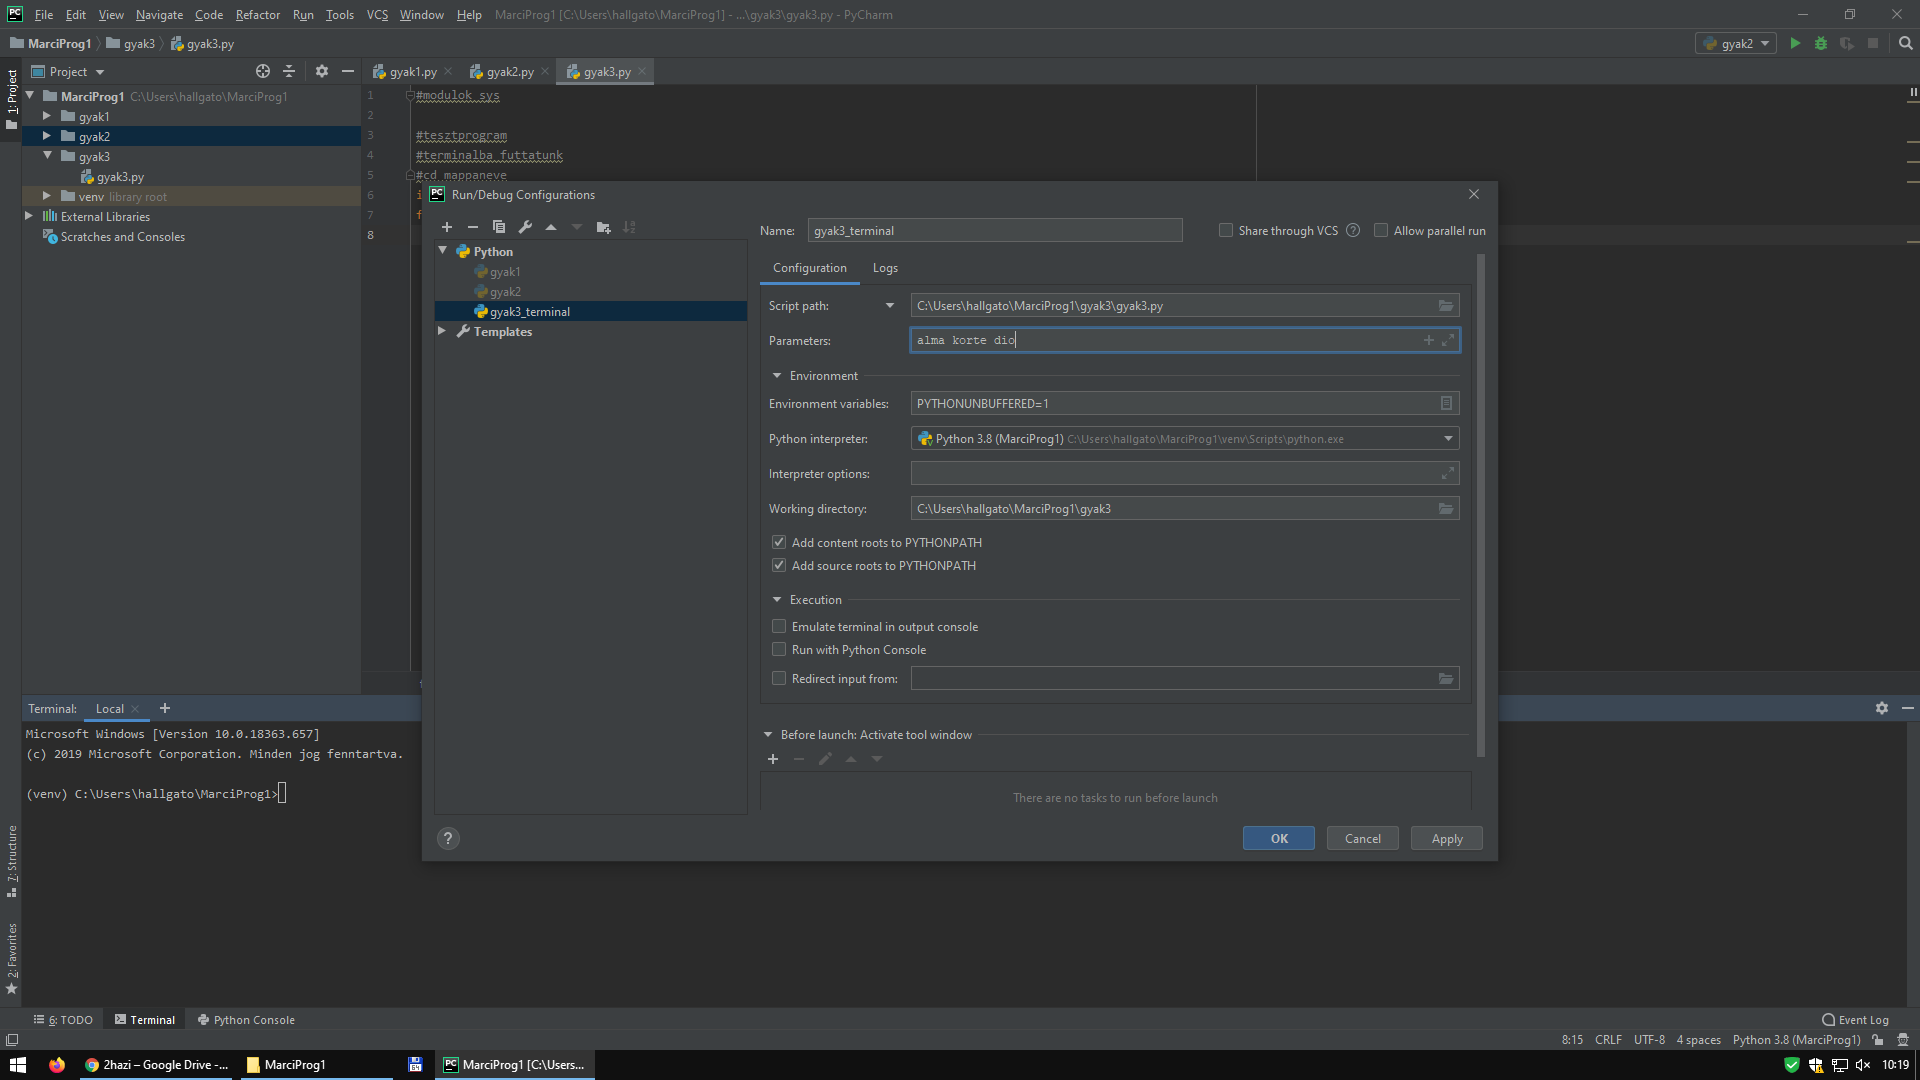 File Edit View Navigate Code Refactor Run Tools VCS Window Help MarciProg1 [C:\Users\hallgato\MarciProg1] - ...\gyak3\gyak3.py - PyCharm
MarciProg1 gyak3 gyak3.py
gyak2
1: Project
Project
gyak1.py gyak2.py gyak3.py
MarciProg1 C:\Users\hallgato\MarciProg1
gyak1
gyak2
gyak3
gyak3.py
venv library root
External Libraries
Scratches and Consoles
1 #modulok sys
2
3 #tesztprogram
4 #terminalba futtatunk
5 #cd mappaneve
6 i
7 f
8
Run/Debug Configurations
Python
gyak1
gyak2
gyak3_terminal
Templates
Name: gyak3_terminal Share through VCS Allow parallel run
Configuration Logs
Script path: C:\Users\hallgato\MarciProg1\gyak3\gyak3.py
Parameters: alma korte dio
Environment
Environment variables: PYTHONUNBUFFERED=1
Python interpreter: Python 3.8 (MarciProg1) C:\Users\hallgato\MarciProg1\venv\Scripts\python.exe
Interpreter options:
Working directory: C:\Users\hallgato\MarciProg1\gyak3
Add content roots to PYTHONPATH
Add source roots to PYTHONPATH
Execution
Emulate terminal in output console
Run with Python Console
Redirect input from:
Before launch: Activate tool window
There are no tasks to run before launch
? OK Cancel Apply
Terminal: Local
Microsoft Windows [Version 10.0.18363.657]
(c) 2019 Microsoft Corporation. Minden jog fenntartva.
(venv) C:\Users\hallgato\MarciProg1>
7: Structure
2: Favorites
6: TODO Terminal Python Console Event Log
8:15 CRLF UTF-8 4 spaces Python 3.8 (MarciProg1)
2hazi – Google Drive -... MarciProg1 64 MarciProg1 [C:\Users... 10:19